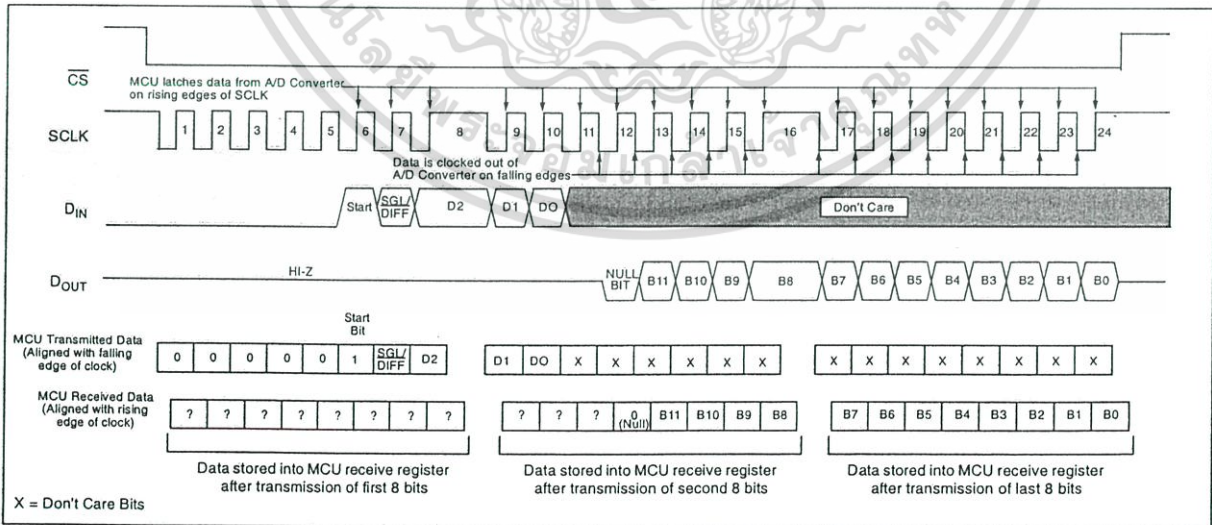 CS
MCU latches data from A/D Converter
on rising edges of SCLK
SCLK
1 2 3 4 5 6 7 8 9 10 11 12 13 14 15 16 17 18 19 20 21 22 23 24
Data is clocked out of
A/D Converter on falling edges
DIN
Start SGL/DIFF D2 D1 DO Don't Care
DOUT
HI-Z
NULL BIT B11 B10 B9 B8 B7 B6 B5 B4 B3 B2 B1 B0
Start
Bit
MCU Transmitted Data
(Aligned with falling
edge of clock)
0 0 0 0 0 1 SGL/DIFF D2 D1 DO X X X X X X X X X X X X X X
MCU Received Data
(Aligned with rising
edge of clock)
? ? ? ? ? ? ? ? ? ? ? 0 (Null) B11 B10 B9 B8 B7 B6 B5 B4 B3 B2 B1 B0
Data stored into MCU receive register
after transmission of first 8 bits
Data stored into MCU receive register
after transmission of second 8 bits
Data stored into MCU receive register
after transmission of last 8 bits
X = Don't Care Bits